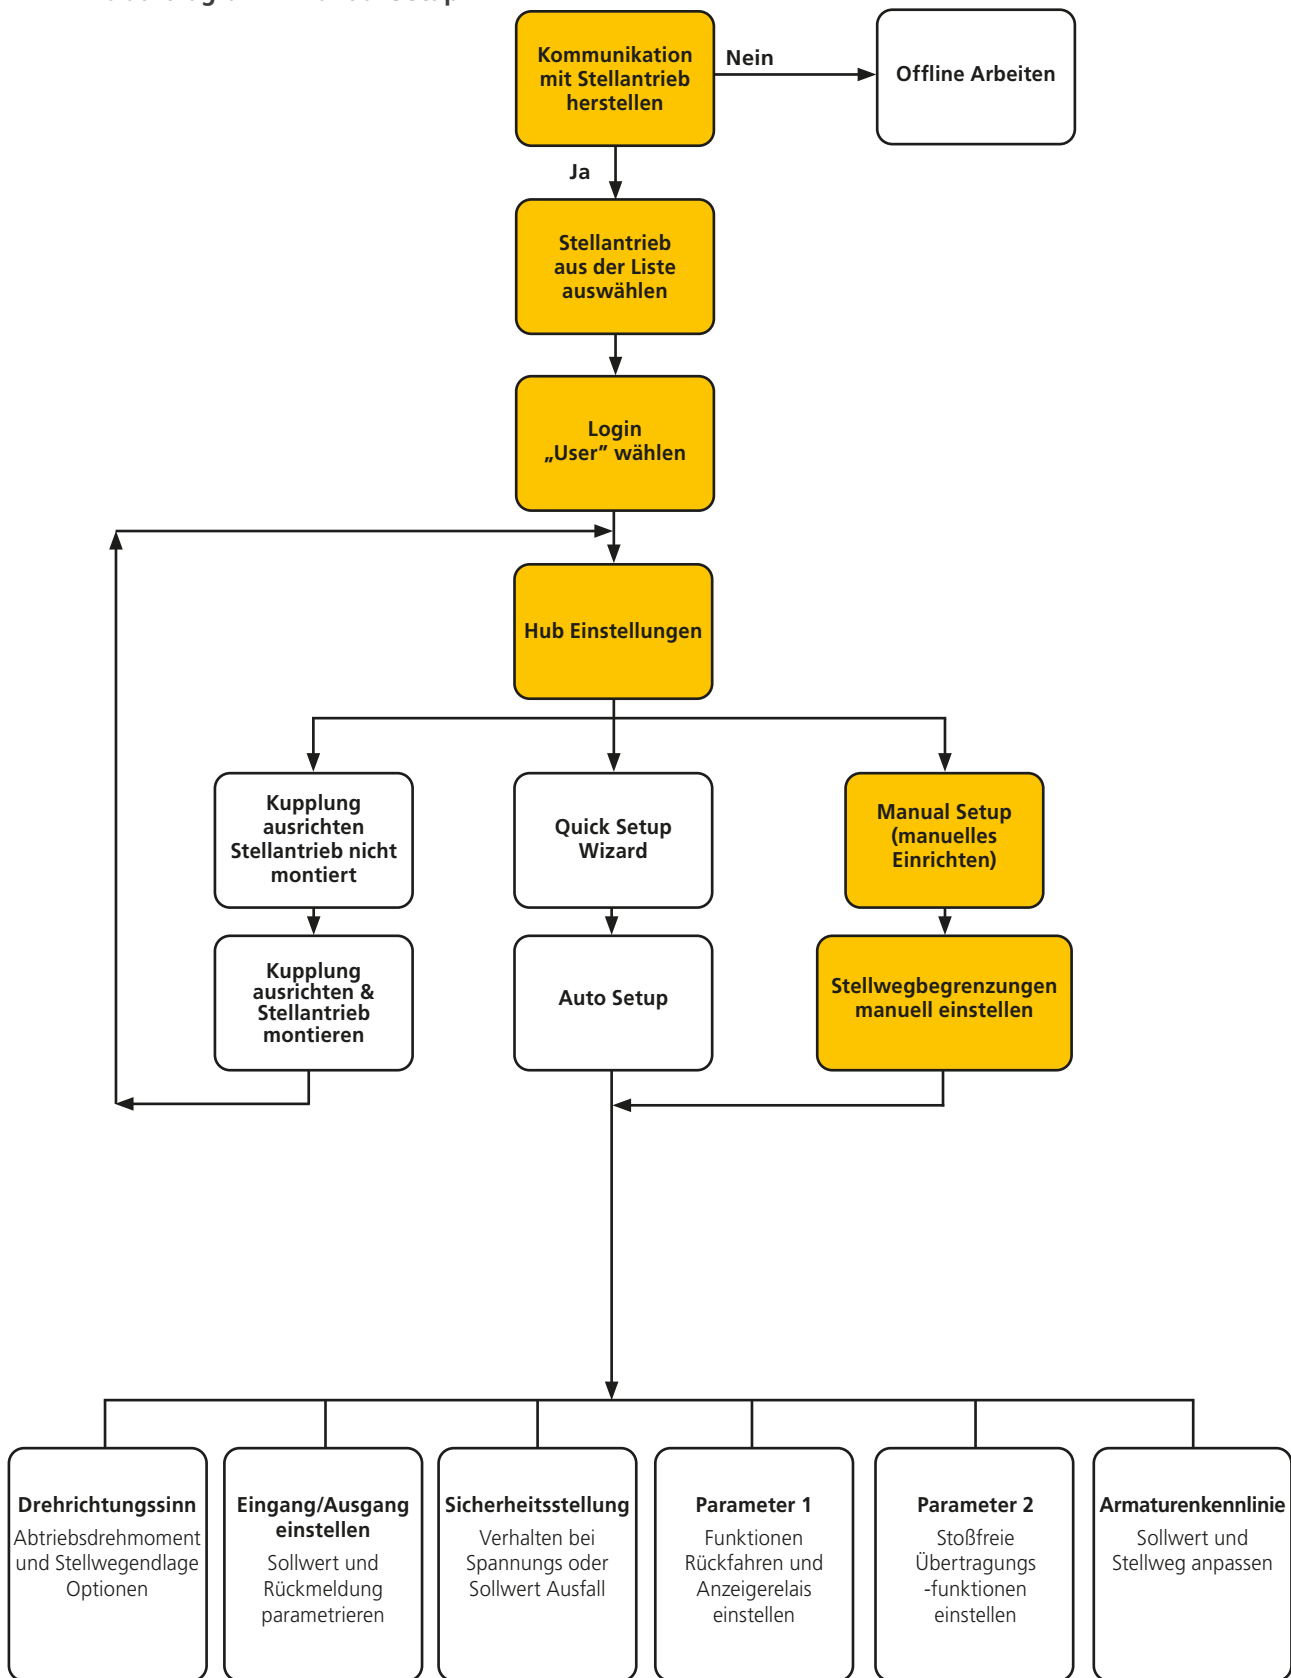 Kommunikation
mit Stellantrieb
herstellen
Nein
Offline Arbeiten
Ja
Stellantrieb
aus der Liste
auswählen
Login
„User” wählen
Hub Einstellungen
Kupplung
ausrichten
Stellantrieb nicht
montiert
Quick Setup
Wizard
Manual Setup
(manuelles
Einrichten)
Kupplung
ausrichten &
Stellantrieb
montieren
Auto Setup
Stellwegbegrenzungen
manuell einstellen
Drehrichtungssinn
Abtriebsdrehmoment
und Stellwegendlage
Optionen
Eingang/Ausgang
einstellen
Sollwert und
Rückmeldung
parametrieren
Sicherheitsstellung
Verhalten bei
Spannungs oder
Sollwert Ausfall
Parameter 1
Funktionen
Rückfahren und
Anzeigerelais
einstellen
Parameter 2
Stoßfreie
Übertragungs
-funktionen
einstellen
Armaturenkennlinie
Sollwert und
Stellweg anpassen